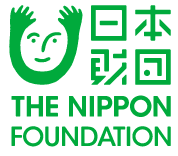 日本
財団
THE NIPPON
FOUNDATION